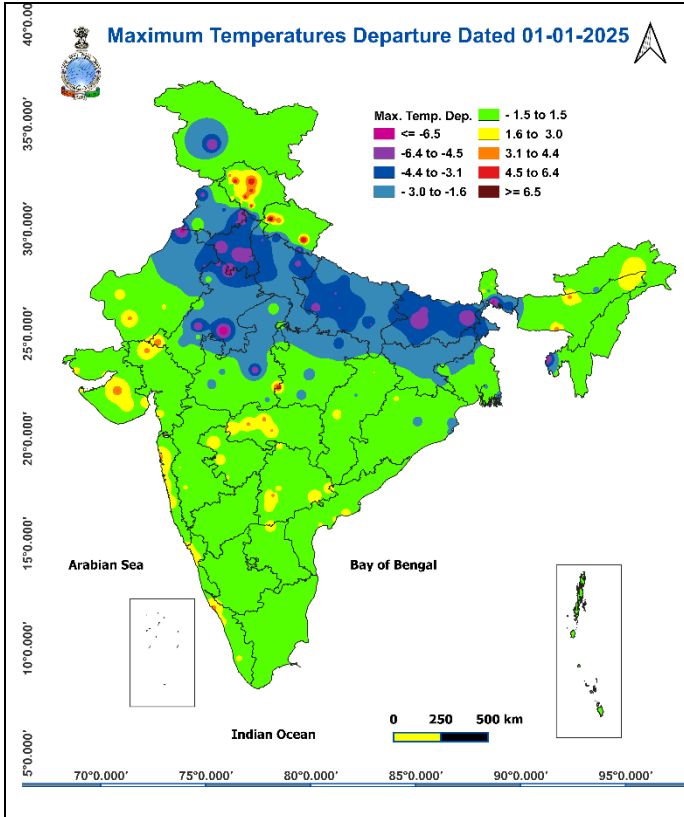 Maximum Temperatures Departure Dated 01-01-2025
Max. Temp. Dep.
<= -6.5
-6.4 to -4.5
-4.4 to -3.1
- 3.0 to -1.6
- 1.5 to 1.5
1.6 to 3.0
3.1 to 4.4
4.5 to 6.4
>= 6.5
40°0.000'
35°0.000'
30°0.000'
25°0.000'
20°0.000'
15°0.000'
10°0.000'
5°0.000'
Arabian Sea
Bay of Bengal
Indian Ocean
0 250 500 km
70°0.000' 75°0.000' 80°0.000' 85°0.000' 90°0.000' 95°0.000'